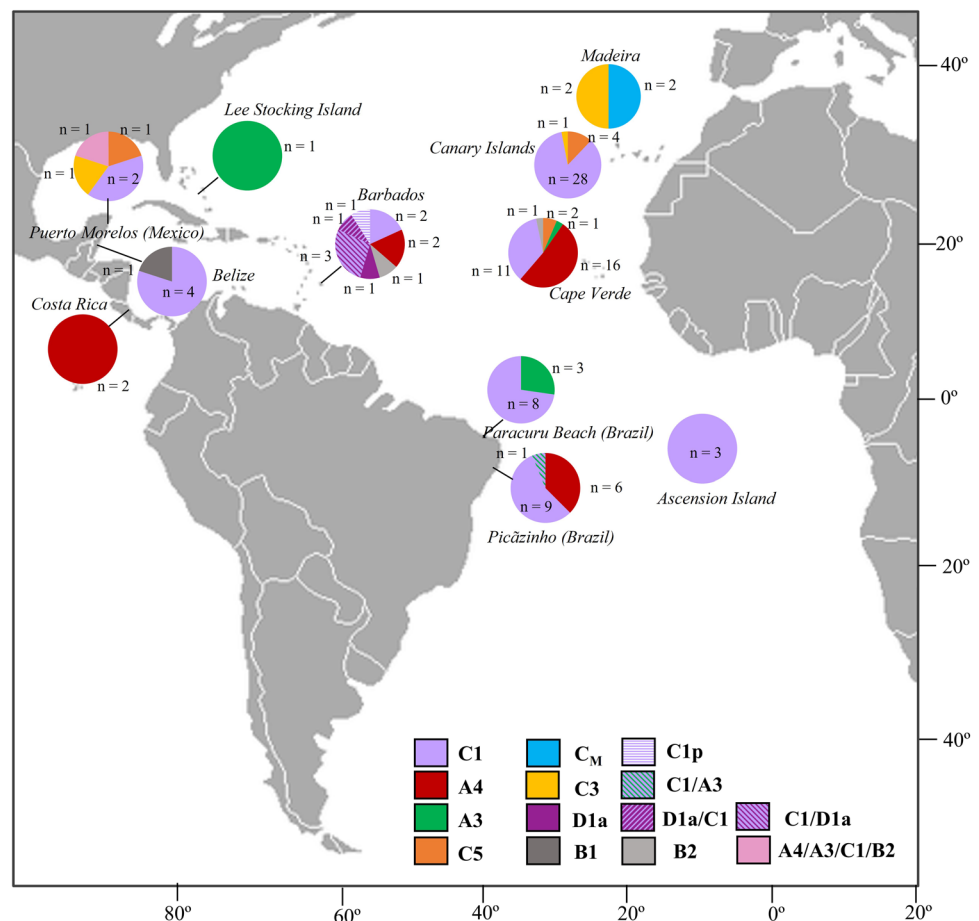 Madeira
40º
n = 2
n = 2
Lee Stocking Island
n = 1
n = 1
n = 1
n = 1
n = 4
Canary Islands
n = 1
n = 2
n = 28
Barbados
n = 1
n = 1
n = 2
n = 3
n = 2
n = 1
n = 1
n = 1
n = 2
n = 1
20º
n = 11
n = 16
Cape Verde
Puerto Morelos (Mexico)
n = 1
Belize
n = 4
Costa Rica
n = 2
n = 3
0º
n = 8
Paracuru Beach (Brazil)
n = 1
n = 3
n = 6
n = 9
Ascension Island
Picãzinho (Brazil)
20º
40º
C1
CM
C1p
A4
C3
C1/A3
A3
D1a
D1a/C1
C1/D1a
C5
B1
B2
A4/A3/C1/B2
80º
60º
40º
20º
0º
20º